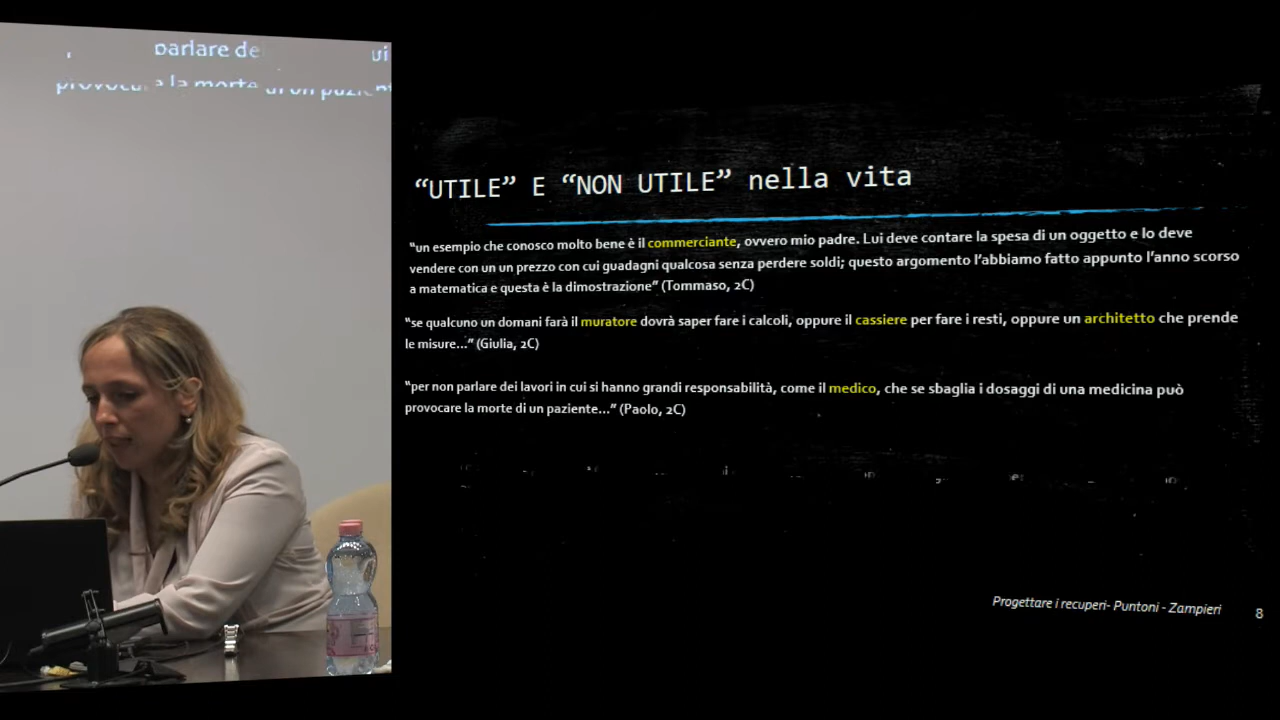 parlare de
la morte
“UTILE” E “NON UTILE” nella vita
“un esempio che conosco molto bene è il commerciante, ovvero mio padre. Lui deve contare la spesa di un oggetto e lo deve
vendere con un un prezzo con cui guadagni qualcosa senza perdere soldi; questo argomento l’abbiamo fatto appunto l’anno scorso
a matematica e questa è la dimostrazione” (Tommaso, 2C)
“se qualcuno un domani farà il muratore dovrà saper fare i calcoli, oppure il cassiere per fare i resti, oppure un architetto che prende
le misure...” (Giulia, 2C)
“per non parlare dei lavori in cui si hanno grandi responsabilità, come il medico, che se sbaglia i dosaggi di una medicina può
provocare la morte di un paziente...” (Paolo, 2C)
Progettare i recuperi- Puntoni - Zampieri
8